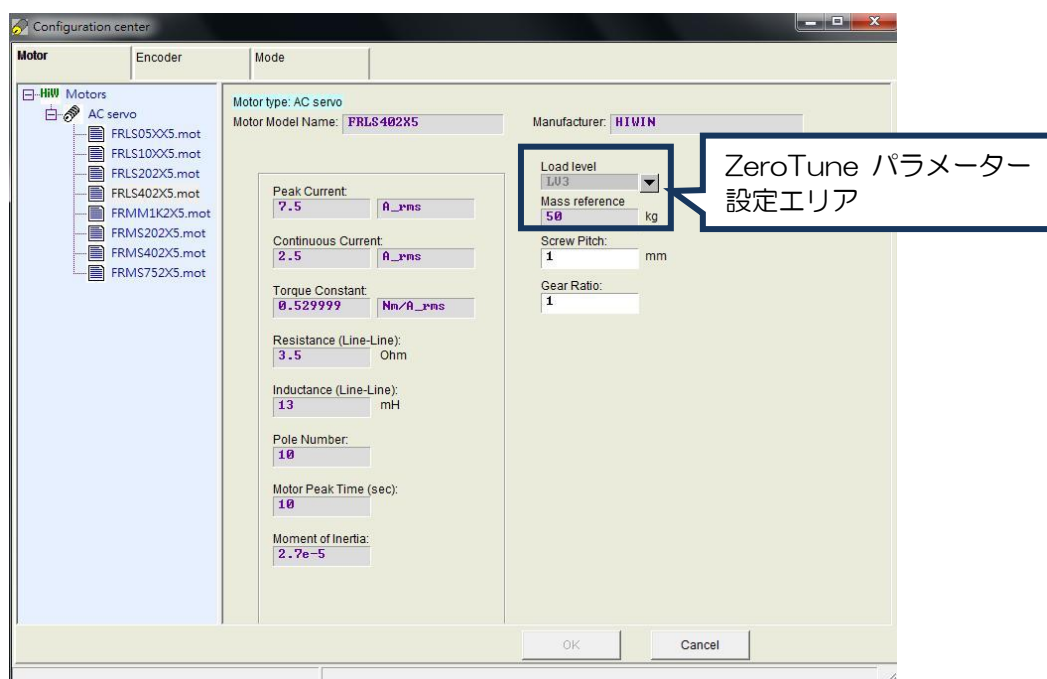 Configuration center
Motor
Encoder
Mode
HiW Motors
AC servo
FRLS05XX5.mot
FRLS10XX5.mot
FRLS202X5.mot
FRLS402X5.mot
FRMM1K2X5.mot
FRMS202X5.mot
FRMS402X5.mot
FRMS752X5.mot
Motor type: AC servo
Motor Model Name: FRLS402X5
Manufacturer: HIWIN
Peak Current:
7.5 A_rms
Continuous Current:
2.5 A_rms
Torque Constant:
0.529999 Nm/A_rms
Resistance (Line-Line):
3.5 Ohm
Inductance (Line-Line):
13 mH
Pole Number:
10
Motor Peak Time (sec):
10
Moment of Inertia:
2.7e-5
Load level
LV3
Mass reference
50 kg
Screw Pitch:
1 mm
Gear Ratio:
1
ZeroTune パラメーター
設定エリア
OK
Cancel